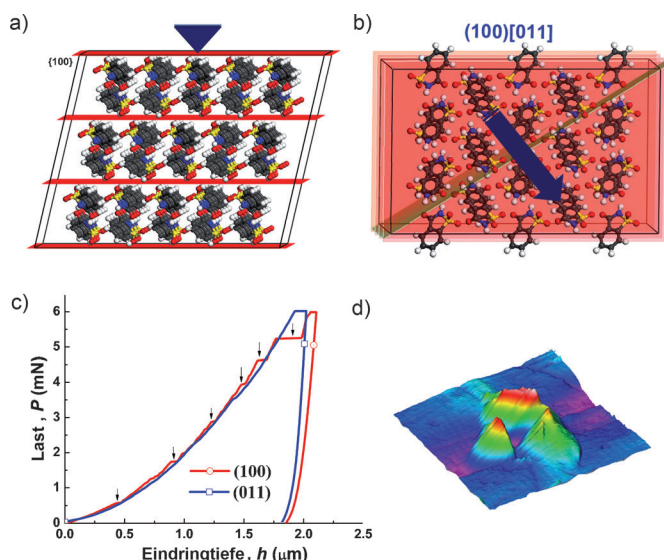 a)
{100}
b)
(100)[011]
c)
6
5
4
3
2
1
0
Last , P (mN)
(100)
(011)
0.0 0.5 1.0 1.5 2.0 2.5
Eindringtiefe , h (μm)
d)